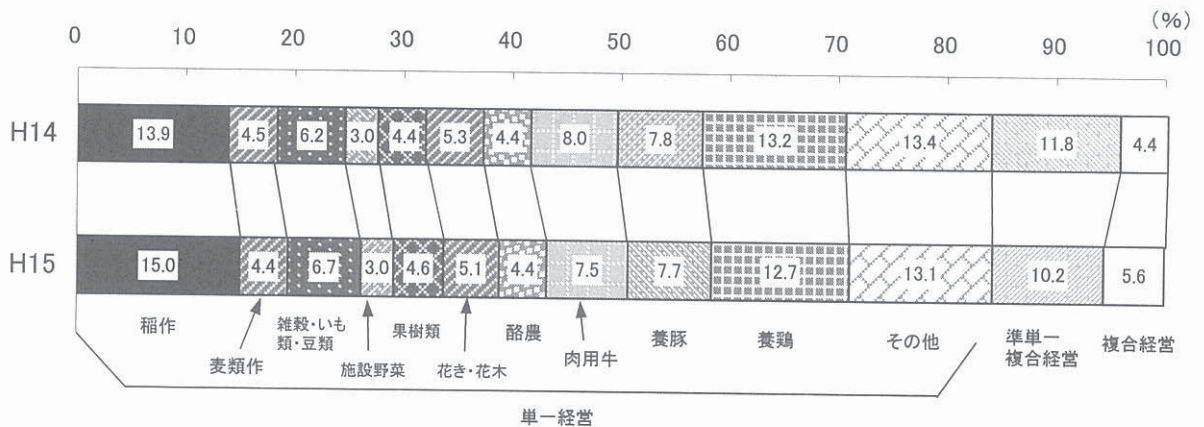 (%)
0 10 20 30 40 50 60 70 80 90 100
H14 13.9 4.5 6.2 3.0 4.4 5.3 4.4 8.0 7.8 13.2 13.4 11.8 4.4
H15 15.0 4.4 6.7 3.0 4.6 5.1 4.4 7.5 7.7 12.7 13.1 10.2 5.6
稲作
麦類作
雑穀・いも
類・豆類
施設野菜
果樹類
花き・花木
酪農
肉用牛
養豚
養鶏
その他
準単一
複合経営
複合経営
単一経営